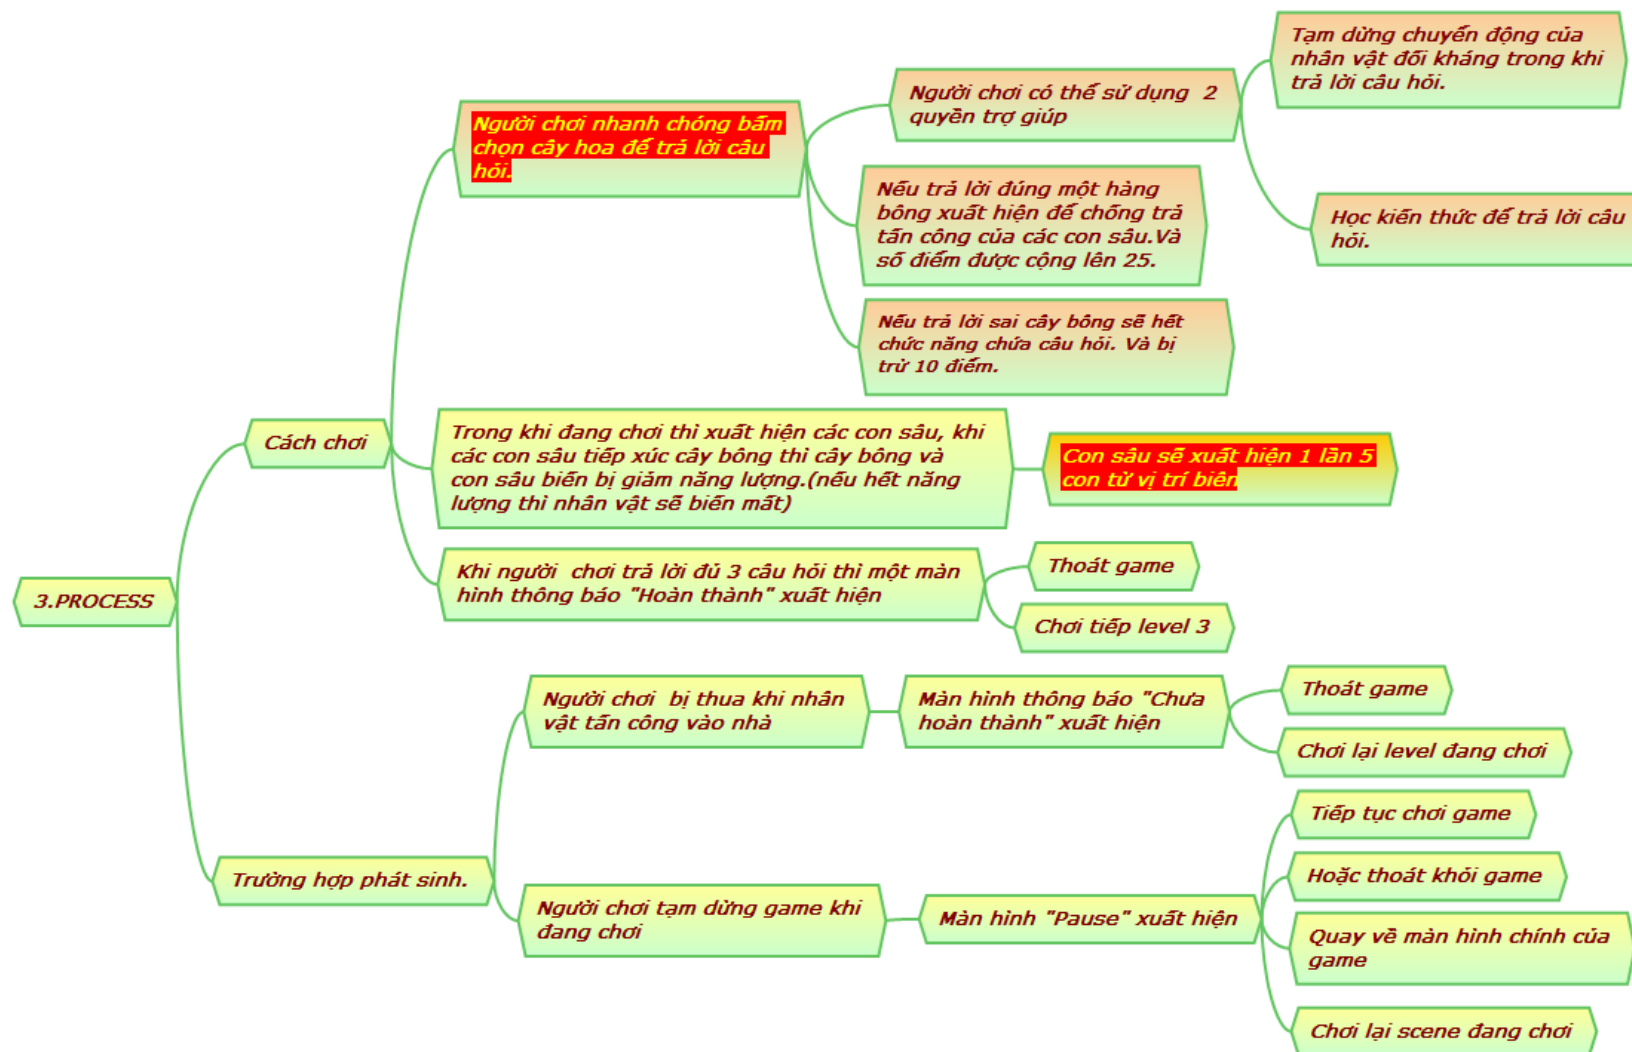 3.PROCESS
Cách chơi
Người chơi nhanh chóng bấm
chọn cây hoa để trả lời câu
hỏi.
Người chơi có thể sử dụng 2
quyền trợ giúp
Tạm dừng chuyển động của
nhân vật đối kháng trong khi
trả lời câu hỏi.
Học kiến thức để trả lời câu
hỏi.
Nếu trả lời đúng một hàng
bông xuất hiện để chống trả
tấn công của các con sâu.Và
số điểm được cộng lên 25.
Nếu trả lời sai cây bông sẽ hết
chức năng chứa câu hỏi. Và bị
trừ 10 điểm.
Trong khi đang chơi thì xuất hiện các con sâu, khi
các con sâu tiếp xúc cây bông thì cây bông và
con sâu biến bị giảm năng lượng.(nếu hết năng
lượng thì nhân vật sẽ biến mất)
Con sâu sẽ xuất hiện 1 lần 5
con từ vị trí biên
Khi người chơi trả lời đủ 3 câu hỏi thì một màn
hình thông báo "Hoàn thành" xuất hiện
Thoát game
Chơi tiếp level 3
Trường hợp phát sinh.
Người chơi bị thua khi nhân
vật tấn công vào nhà
Màn hình thông báo "Chưa
hoàn thành" xuất hiện
Thoát game
Chơi lại level đang chơi
Người chơi tạm dừng game khi
đang chơi
Màn hình "Pause" xuất hiện
Tiếp tục chơi game
Hoặc thoát khỏi game
Quay về màn hình chính của
game
Chơi lại scene đang chơi